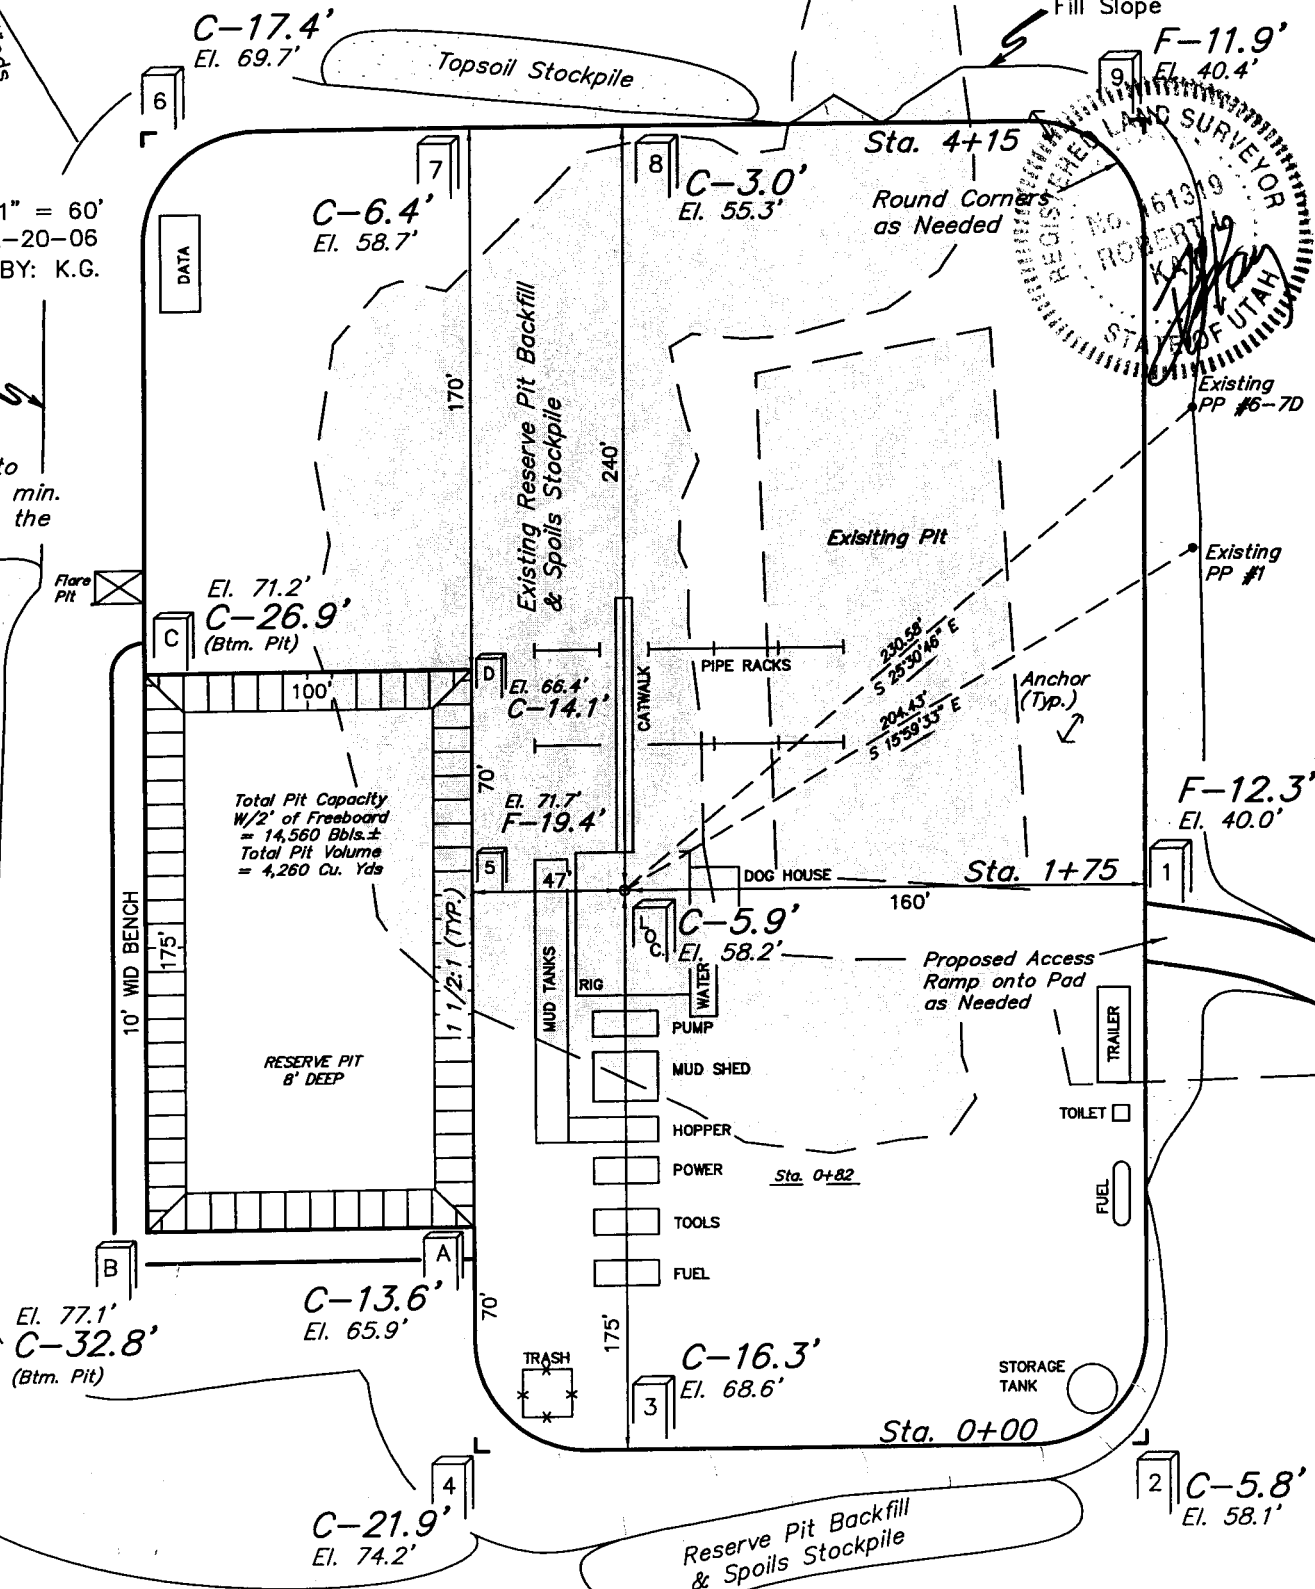 Fill Slope
C-17.4'
El. 69.7'
Topsoil Stockpile
F-11.9'
El. 40.4'
6
7
8
9
Sta. 4+15
C-6.4'
El. 58.7'
C-3.0'
El. 55.3'
Round Corners
as Needed
REGISTERED LAND SURVEYOR
No. 161319
ROBERT
STATE OF UTAH
1" = 60'
-20-06
BY: K.G.
DATA
Existing Reserve Pit Backfill
& Spoils Stockpile
170'
240'
Existing
PP #6-7D
Exisiting Pit
Existing
PP #1
to
min.
the
Flare
Pit
El. 71.2'
C-26.9'
(Btm. Pit)
C
D
100'
El. 66.4'
C-14.1'
CATWALK
PIPE RACKS
230.58'
S 25°30'46" E
204.43'
S 15°59'33" E
Anchor
(Typ.)
70'
Total Pit Capacity
W/2' of Freeboard
= 14,560 Bbls.±
Total Pit Volume
= 4,260 Cu. Yds
El. 71.7'
F-19.4'
F-12.3'
El. 40.0'
5
47'
DOG HOUSE
Sta. 1+75
1
160'
10' WID BENCH
175'
1 1/2:1 (TYP.)
MUD TANKS
RIG
LOC.
C-5.9'
El. 58.2'
WATER
Proposed Access
Ramp onto Pad
as Needed
TRAILER
PUMP
MUD SHED
RESERVE PIT
8' DEEP
HOPPER
TOILET
POWER
Sta. 0+82
FUEL
TOOLS
FUEL
B
A
El. 77.1'
C-32.8'
(Btm. Pit)
C-13.6'
El. 65.9'
70'
175'
TRASH
C-16.3'
El. 68.6'
3
STORAGE
TANK
Sta. 0+00
4
C-21.9'
El. 74.2'
2
C-5.8'
El. 58.1'
Reserve Pit Backfill
& Spoils Stockpile